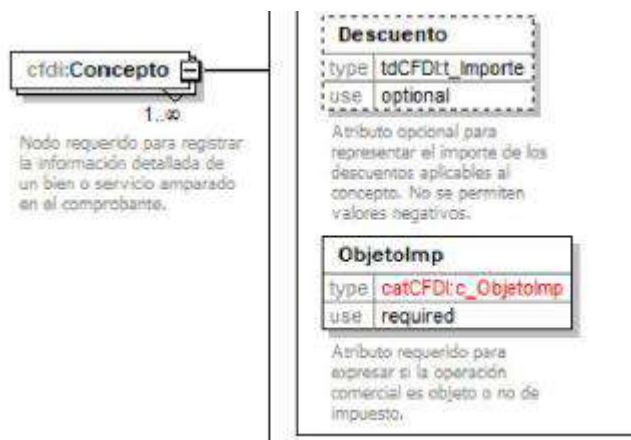 cfdi:Concepto
1..∞
Nodo requerido para registrar
la información detallada de
un bien o servicio amparado
en el comprobante.
Descuento
type tdCFDI:t_Importe
use optional
Atributo opcional para
representar el importe de los
descuentos aplicables al
concepto. No se permiten
valores negativos.
ObjetoImp
type catCFDI:c_ObjetoImp
use required
Atributo requerido para
expresar si la operación
comercial es objeto o no de
impuesto.